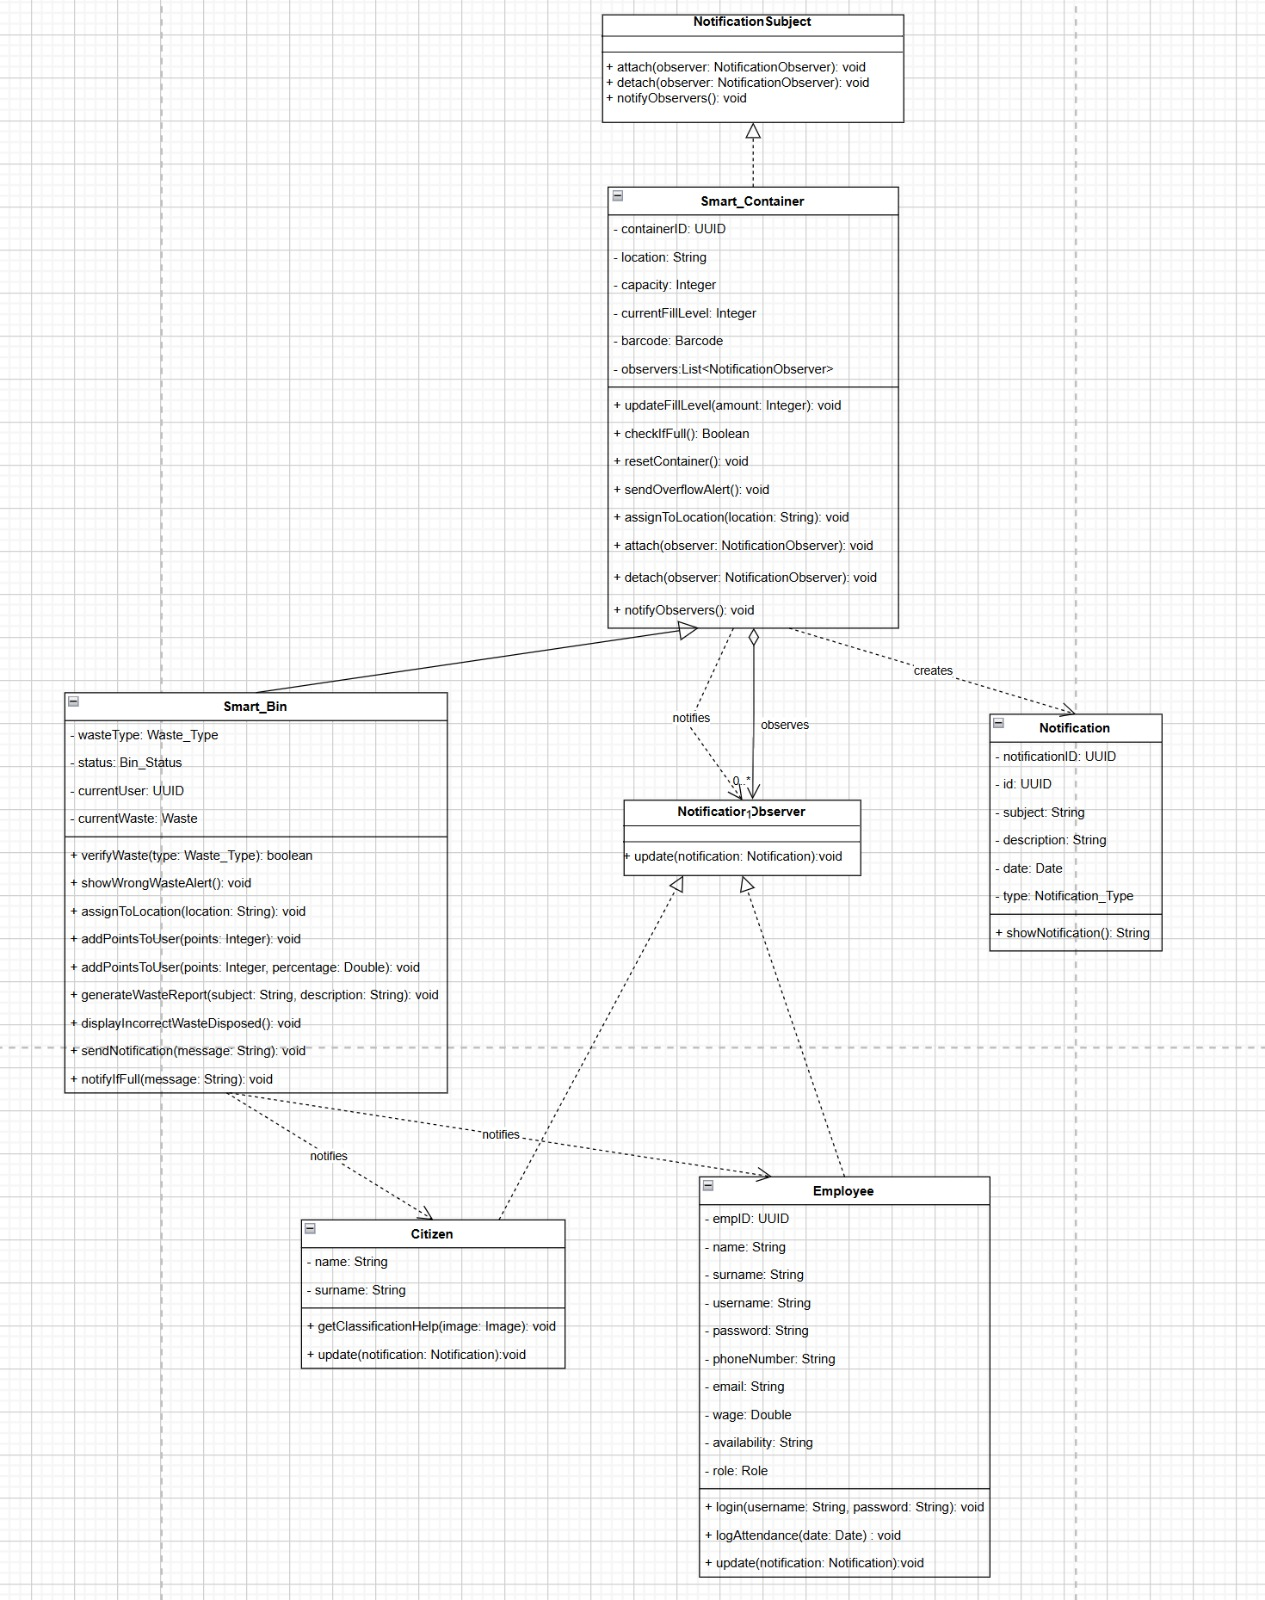 NotificationSubject
+ attach(observer: NotificationObserver): void
+ detach(observer: NotificationObserver): void
+ notifyObservers(): void
Smart_Container
- containerID: UUID
- location: String
- capacity: Integer
- currentFillLevel: Integer
- barcode: Barcode
- observers:List<NotificationObserver>
+ updateFillLevel(amount: Integer): void
+ checkIfFull(): Boolean
+ resetContainer(): void
+ sendOverflowAlert(): void
+ assignToLocation(location: String): void
+ attach(observer: NotificationObserver): void
+ detach(observer: NotificationObserver): void
+ notifyObservers(): void
creates
notifies
observes
0..*
1
Smart_Bin
- wasteType: Waste_Type
- status: Bin_Status
- currentUser: UUID
- currentWaste: Waste
+ verifyWaste(type: Waste_Type): boolean
+ showWrongWasteAlert(): void
+ assignToLocation(location: String): void
+ addPointsToUser(points: Integer): void
+ addPointsToUser(points: Integer, percentage: Double): void
+ generateWasteReport(subject: String, description: String): void
+ displayIncorrectWasteDisposed(): void
+ sendNotification(message: String): void
+ notifyIfFull(message: String): void
NotificationObserver
+ update(notification: Notification):void
Notification
- notificationID: UUID
- id: UUID
- subject: String
- description: String
- date: Date
- type: Notification_Type
+ showNotification(): String
notifies
notifies
Citizen
- name: String
- surname: String
+ getClassificationHelp(image: Image): void
+ update(notification: Notification):void
Employee
- empID: UUID
- name: String
- surname: String
- username: String
- password: String
- phoneNumber: String
- email: String
- wage: Double
- availability: String
- role: Role
+ login(username: String, password: String): void
+ logAttendance(date: Date) : void
+ update(notification: Notification):void